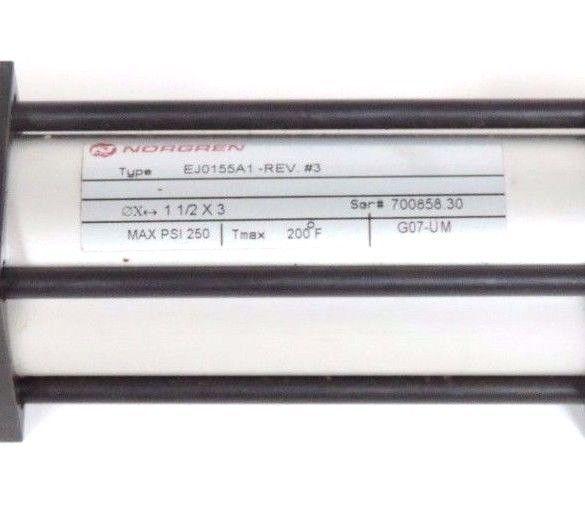 NORGREN
Type EJ0155A1-REV. #3
-
∅X↔ 1 1/2 X 3 Ser# 700858.30
MAX PSI 250 Tmax 200°F G07-UM